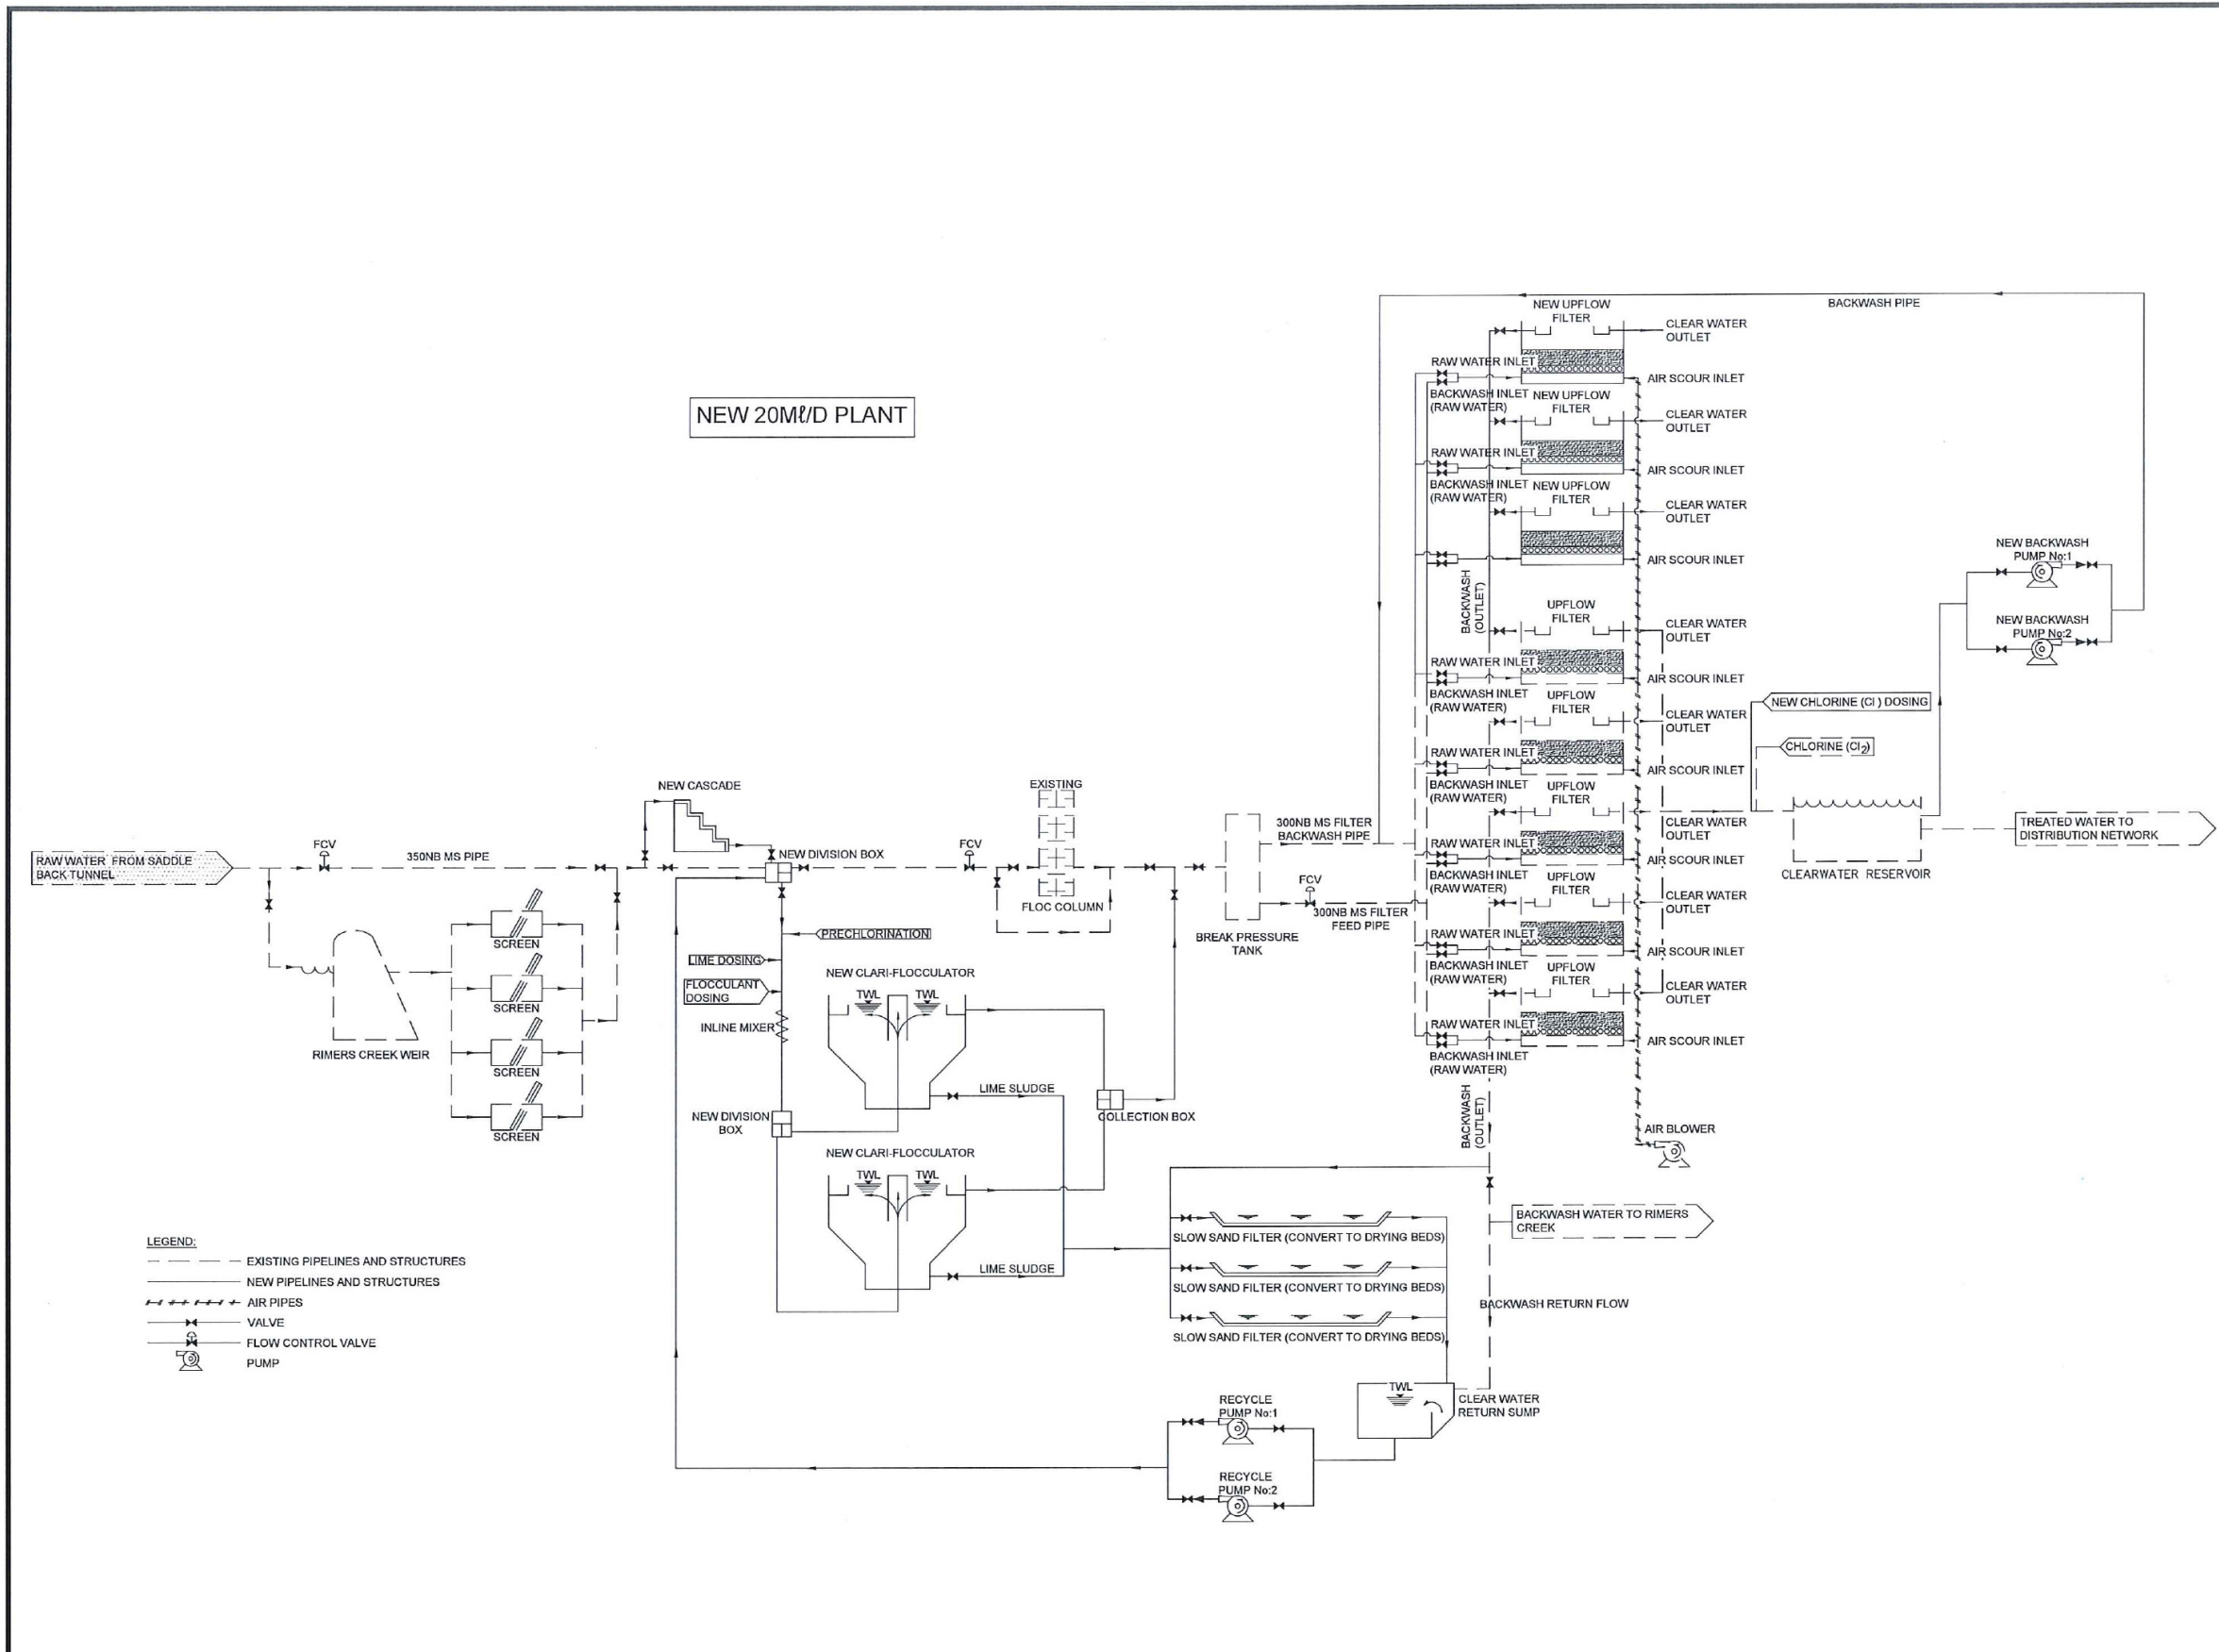 NEW 20Mℓ/D PLANT
RAW WATER FROM SADDLE
BACK TUNNEL
FCV
350NB MS PIPE
RIMERS CREEK WEIR
SCREEN
SCREEN
SCREEN
SCREEN
NEW CASCADE
NEW DIVISION BOX
PRECHLORINATION
LIME DOSING
FLOCCULANT
DOSING
INLINE MIXER
NEW DIVISION
BOX
NEW CLARI-FLOCCULATOR
TWL
TWL
LIME SLUDGE
NEW CLARI-FLOCCULATOR
TWL
TWL
LIME SLUDGE
COLLECTION BOX
FCV
EXISTING
FLOC COLUMN
BREAK PRESSURE
TANK
300NB MS FILTER
BACKWASH PIPE
FCV
300NB MS FILTER
FEED PIPE
BACKWASH PIPE
NEW UPFLOW
FILTER
CLEAR WATER
OUTLET
RAW WATER INLET
AIR SCOUR INLET
BACKWASH INLET
(RAW WATER)
NEW UPFLOW
FILTER
CLEAR WATER
OUTLET
RAW WATER INLET
AIR SCOUR INLET
BACKWASH INLET
(RAW WATER)
NEW UPFLOW
FILTER
CLEAR WATER
OUTLET
AIR SCOUR INLET
BACKWASH
(OUTLET)
UPFLOW
FILTER
CLEAR WATER
OUTLET
RAW WATER INLET
AIR SCOUR INLET
BACKWASH INLET
(RAW WATER)
UPFLOW
FILTER
CLEAR WATER
OUTLET
RAW WATER INLET
AIR SCOUR INLET
BACKWASH INLET
(RAW WATER)
UPFLOW
FILTER
CLEAR WATER
OUTLET
RAW WATER INLET
AIR SCOUR INLET
BACKWASH INLET
(RAW WATER)
UPFLOW
FILTER
CLEAR WATER
OUTLET
RAW WATER INLET
AIR SCOUR INLET
BACKWASH INLET
(RAW WATER)
UPFLOW
FILTER
CLEAR WATER
OUTLET
RAW WATER INLET
AIR SCOUR INLET
BACKWASH INLET
(RAW WATER)
BACKWASH
(OUTLET)
AIR BLOWER
NEW BACKWASH
PUMP No:1
NEW BACKWASH
PUMP No:2
NEW CHLORINE (Cl ) DOSING
CHLORINE (Cl₂)
CLEARWATER RESERVOIR
TREATED WATER TO
DISTRIBUTION NETWORK
BACKWASH WATER TO RIMERS
CREEK
SLOW SAND FILTER (CONVERT TO DRYING BEDS)
SLOW SAND FILTER (CONVERT TO DRYING BEDS)
SLOW SAND FILTER (CONVERT TO DRYING BEDS)
BACKWASH RETURN FLOW
TWL
CLEAR WATER
RETURN SUMP
RECYCLE
PUMP No:1
RECYCLE
PUMP No:2
LEGEND:
EXISTING PIPELINES AND STRUCTURES
NEW PIPELINES AND STRUCTURES
AIR PIPES
VALVE
FLOW CONTROL VALVE
PUMP